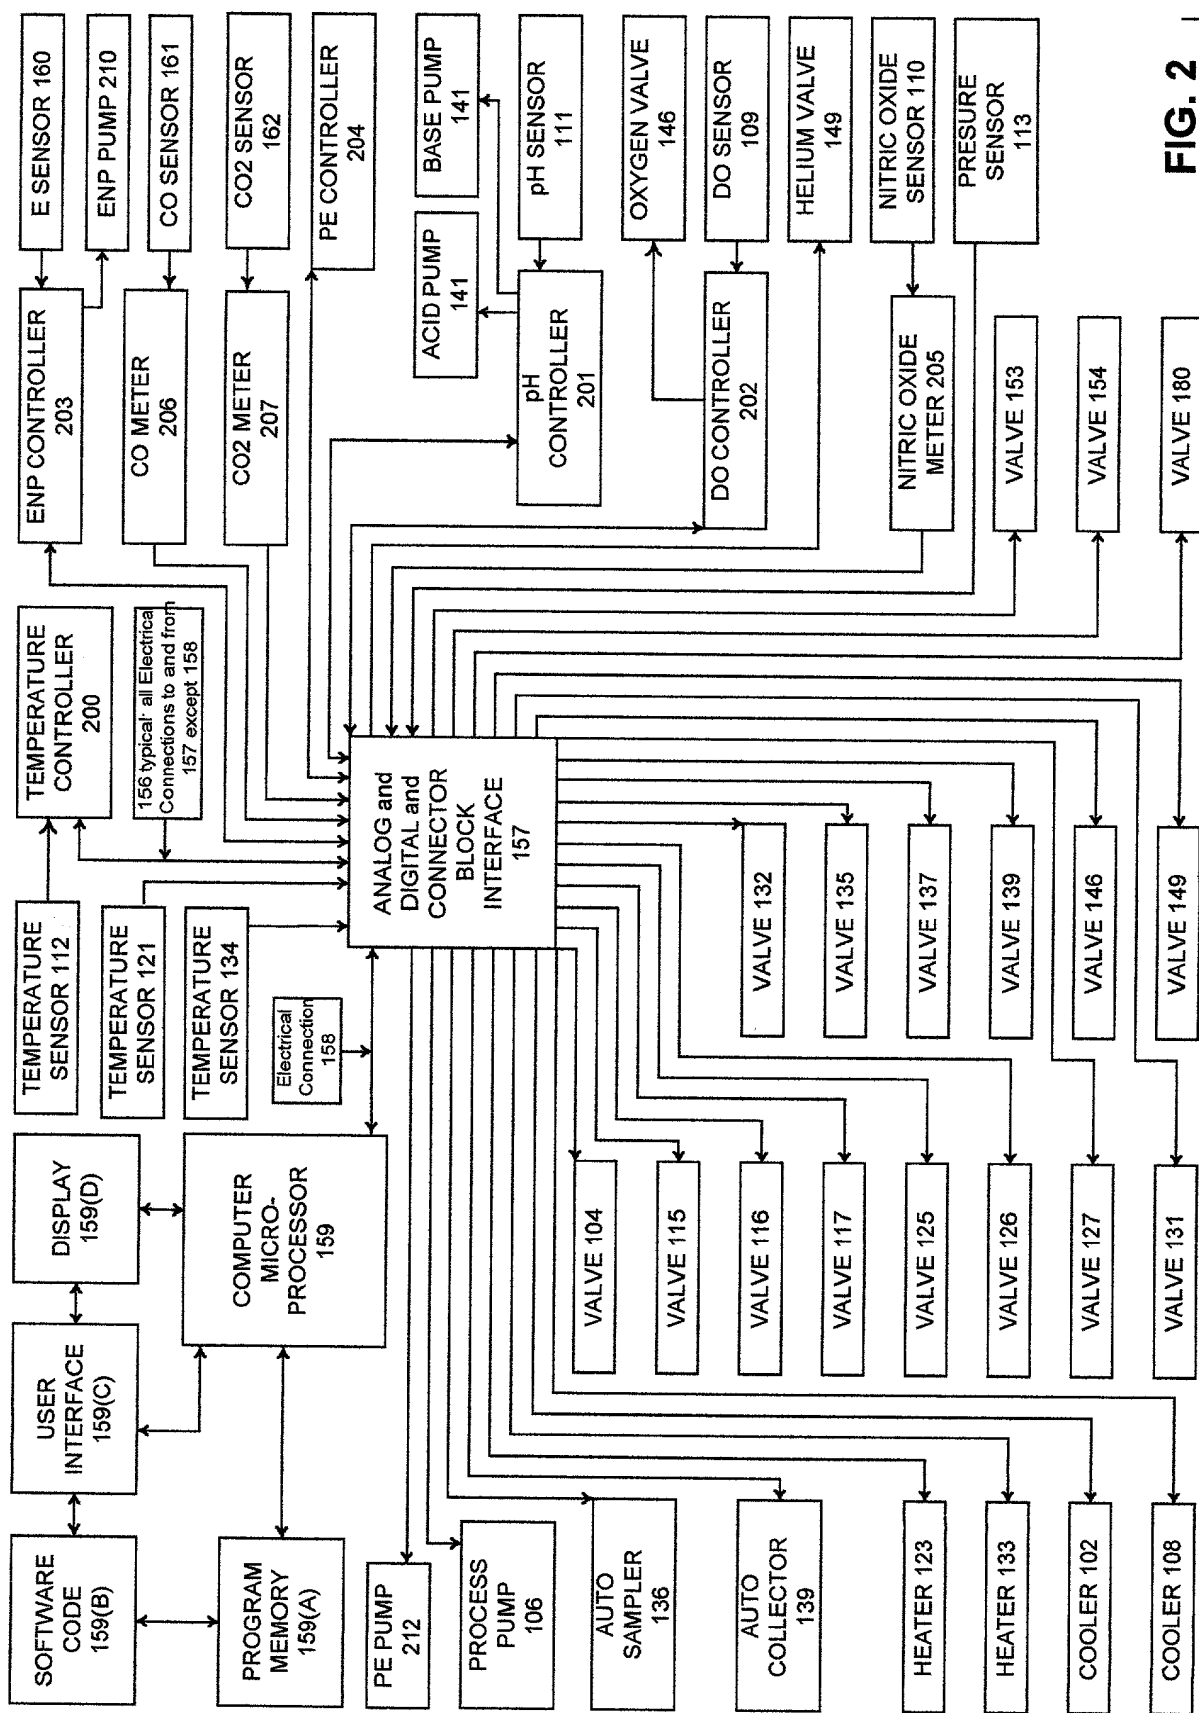 SOFTWARE
CODE
159(B)
USER
INTERFACE
159(C)
DISPLAY
159(D)
TEMPERATURE
SENSOR 112
TEMPERATURE
CONTROLLER
200
ENP CONTROLLER
203
E SENSOR 160
ENP PUMP 210
TEMPERATURE
SENSOR 121
156 typical: all Electrical
Connections to and from
157 except 158
CO METER
206
CO SENSOR 161
PROGRAM
MEMORY
159(A)
COMPUTER
MICRO-
PROCESSOR
159
TEMPERATURE
SENSOR 134
CO2 METER
207
CO2 SENSOR
162
Electrical
Connection
158
PE CONTROLLER
204
PE PUMP
212
ANALOG and
DIGITAL and
CONNECTOR
BLOCK
INTERFACE
157
ACID PUMP
141
BASE PUMP
141
PROCESS
PUMP
106
pH
CONTROLLER
201
pH SENSOR
111
AUTO
SAMPLER
136
VALVE 104
OXYGEN VALVE
146
VALVE 115
DO CONTROLLER
202
DO SENSOR
109
AUTO
COLLECTOR
139
VALVE 116
VALVE 132
HELIUM VALVE
149
VALVE 117
VALVE 135
NITRIC OXIDE
METER 205
NITRIC OXIDE
SENSOR 110
HEATER 123
VALVE 125
VALVE 137
PRESURE
SENSOR
113
HEATER 133
VALVE 126
VALVE 139
VALVE 153
COOLER 102
VALVE 127
VALVE 146
VALVE 154
COOLER 108
VALVE 131
VALVE 149
VALVE 180
FIG. 2